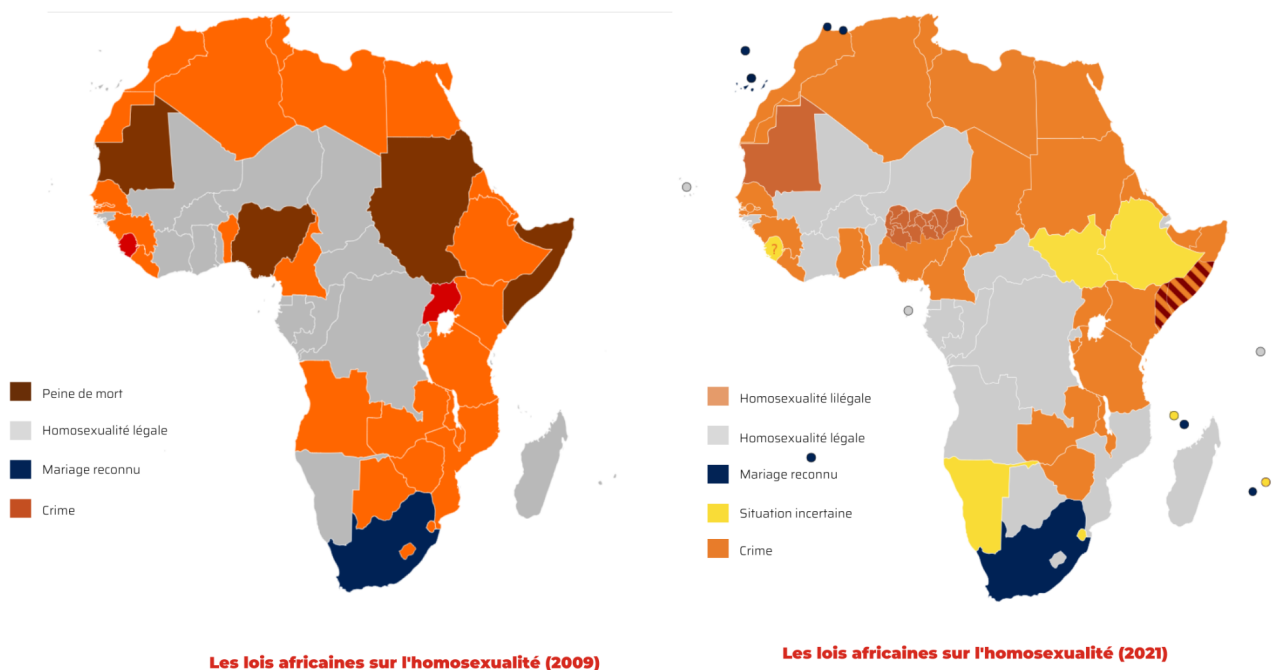 Peine de mort
Homosexualité légale
Mariage reconnu
Crime
Les lois africaines sur l'homosexualité (2009)
?
Homosexualité lilégale
Homosexualité légale
Mariage reconnu
Situation incertaine
Crime
Les lois africaines sur l'homosexualité (2021)